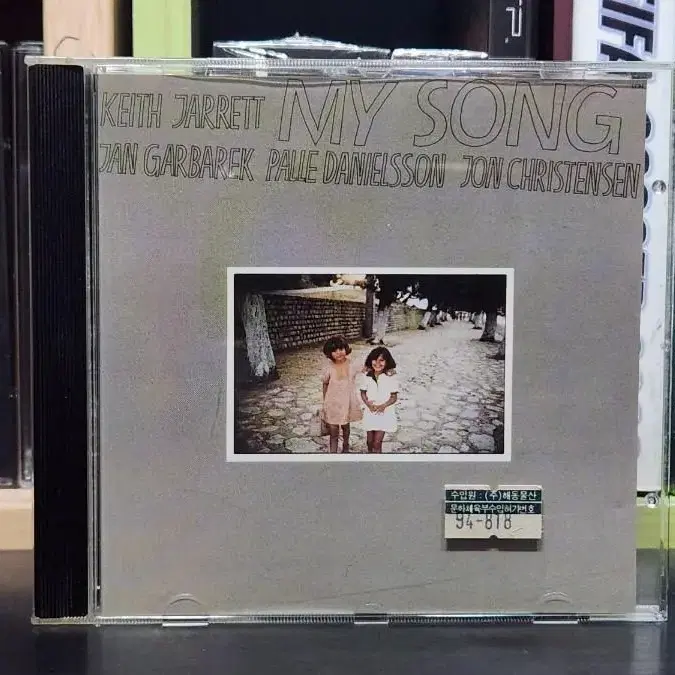 KEITH JARRETT MY SONG
JAN GARBAREK PALLE DANIELSSON JON CHRISTENSEN
수입원 : (주)해동물산
문화체육부수입허가번호
94-818
FIFA